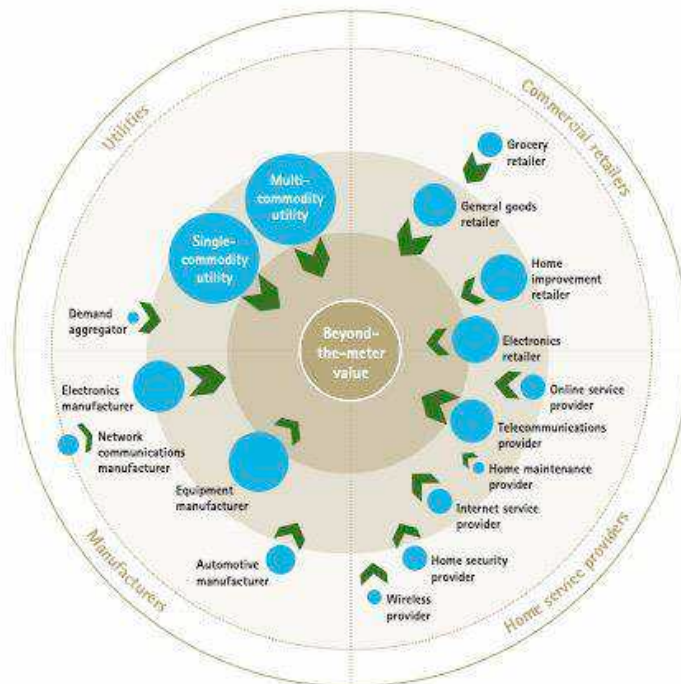 Utilities
Commercial retailers
Grocery
retailer
Multi-
commodity
utility
General goods
retailer
Single-
commodity
utility
Home
improvement
retailer
Demand
aggregator
Beyond-
the-meter
value
Electronics
retailer
Electronics
manufacturer
Online service
provider
Telecommunications
provider
Network
communications
manufacturer
Home maintenance
provider
Equipment
manufacturer
Internet service
provider
Automotive
manufacturer
Home security
provider
Wireless
provider
Manufacturers
Home service providers